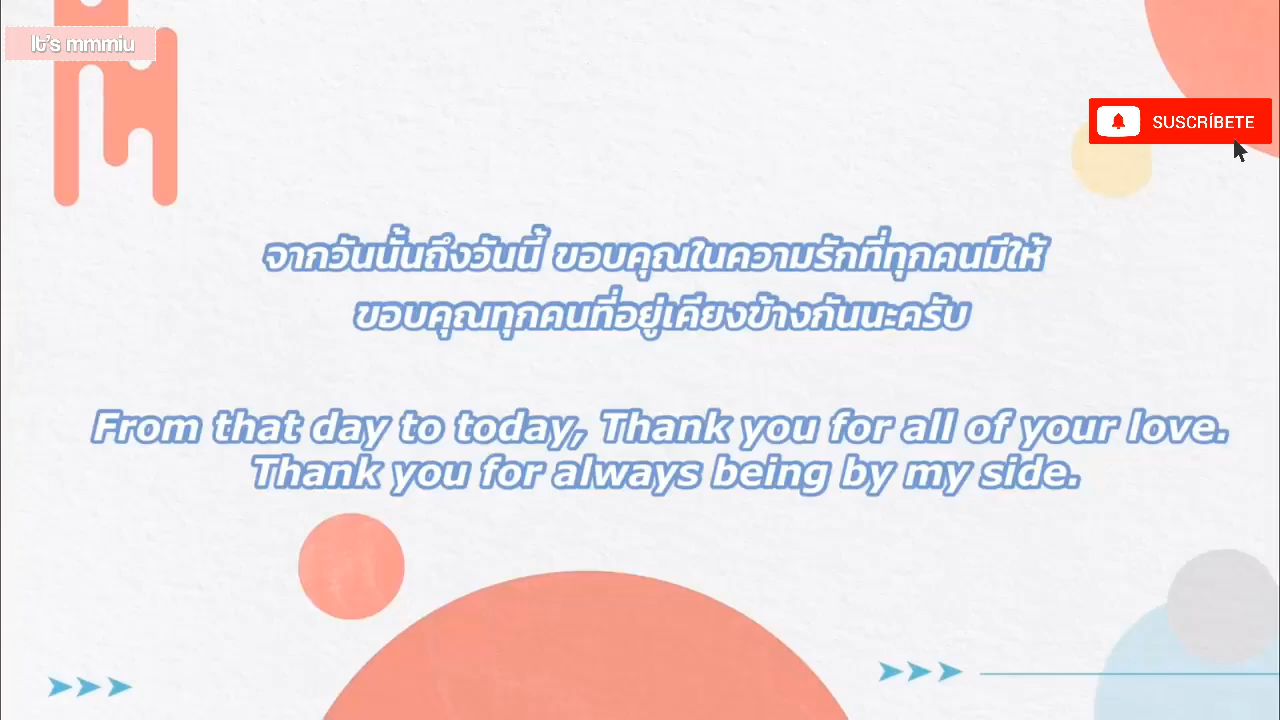 It's mmmiu
SUSCRÍBETE
จากวันนั้นถึงวันนี้ ขอบคุณในความรักที่ทุกคนมีให้
ขอบคุณทุกคนที่อยู่เคียงข้างกันนะครับ
From that day to today, Thank you for all of your love.
Thank you for always being by my side.